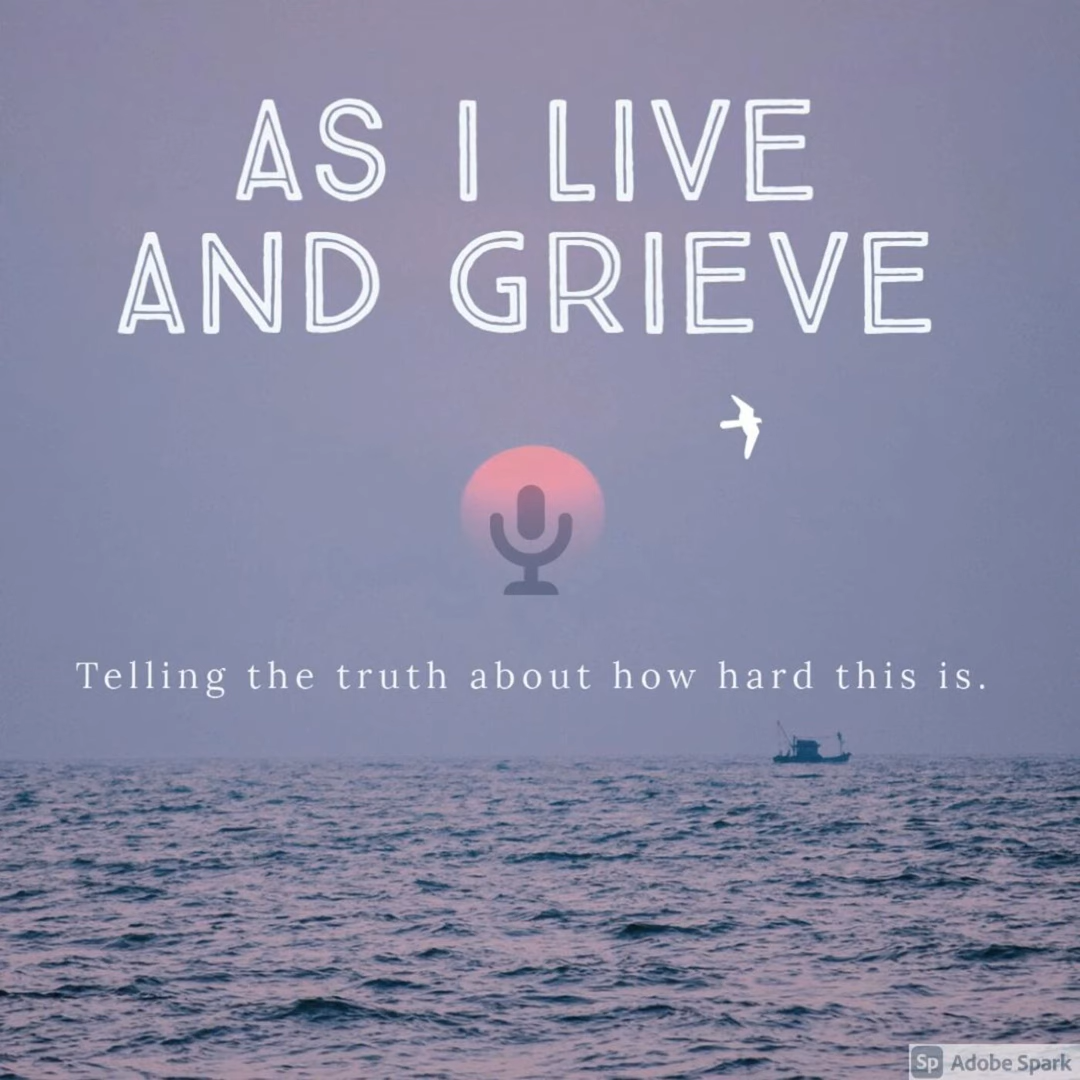 AS I LIVE
AND GRIEVE
Telling the truth about how hard this is.
Sp Adobe Spark